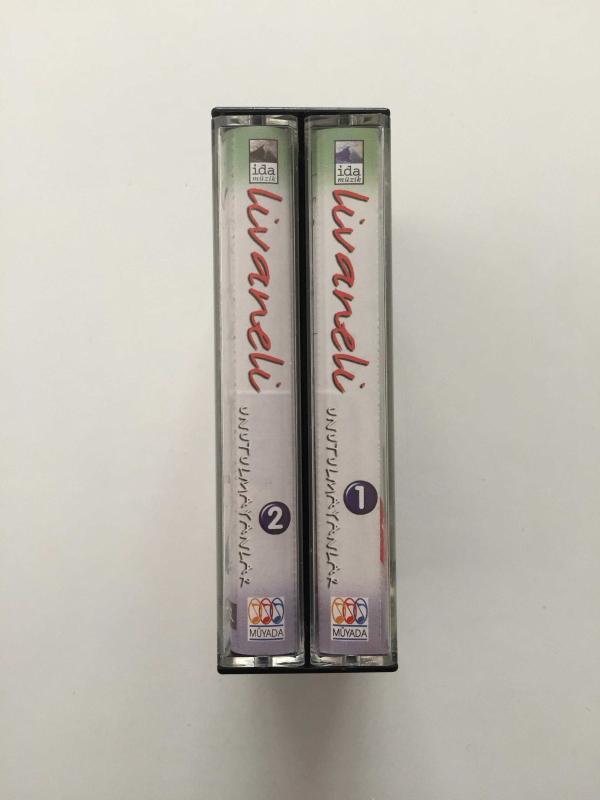 ida
müzik
livaneli
UNUTULMAYANLAR
2
MÜYADA
ida
müzik
livaneli
UNUTULMAYANLAR
1
MÜYADA